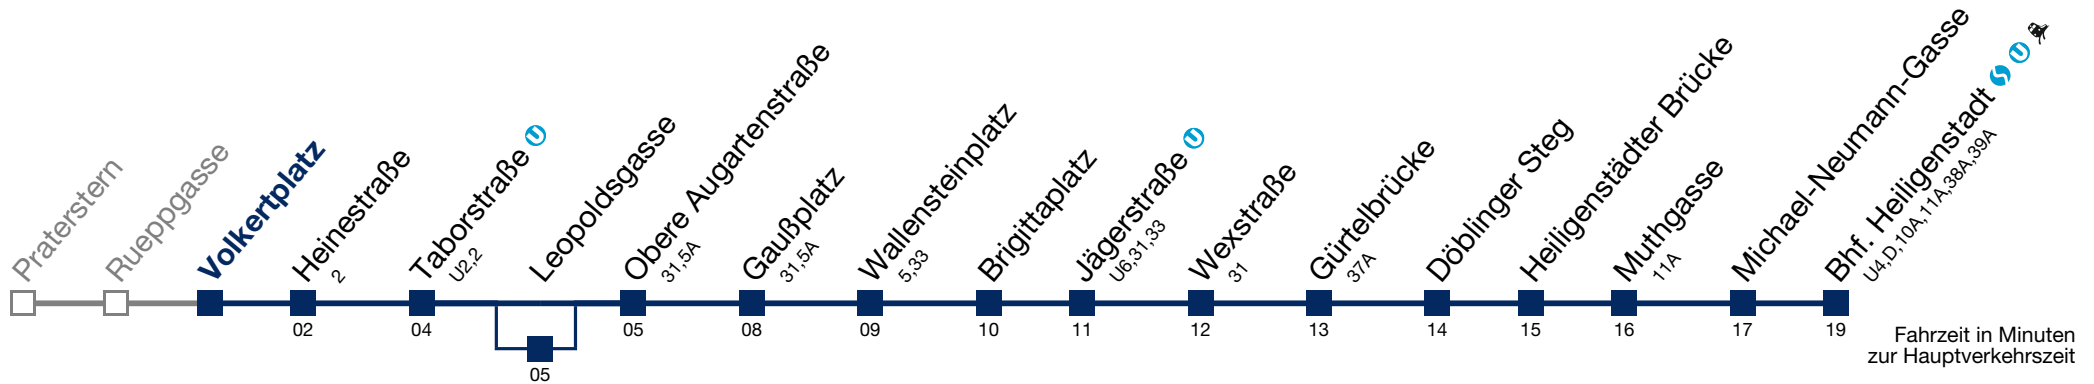 Praterstern
Rueppgasse
Volkertplatz
Heinestraße
2
Taborstraße
U2,2
Leopoldsgasse
Obere Augartenstraße
31,5A
Gaußplatz
31,5A
Wallensteinplatz
5,33
Brigittaplatz
Jägerstraße
U6,31,33
Wexstraße
31
Gürtelbrücke
37A
Döblinger Steg
Heiligenstädter Brücke
Muthgasse
11A
Michael-Neumann-Gasse
Bhf. Heiligenstadt
U4,D,10A,11A,38A,39A
02
04
05
05
08
09
10
11
12
13
14
15
16
17
19
Fahrzeit in Minuten
zur Hauptverkehrszeit